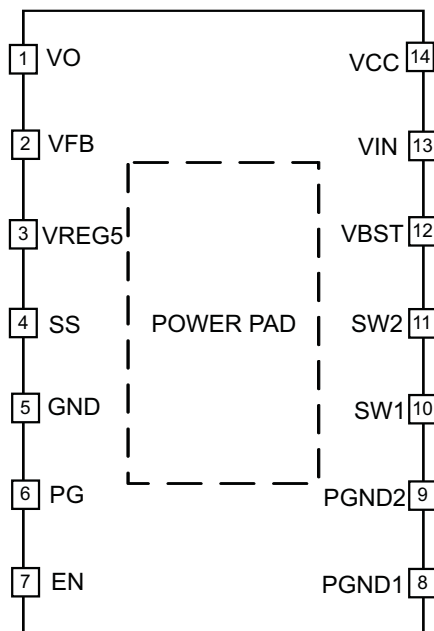 1 VO
VCC 14
2 VFB
VIN 13
3 VREG5
VBST 12
4 SS
POWER PAD
SW2 11
5 GND
SW1 10
6 PG
PGND2 9
7 EN
PGND1 8